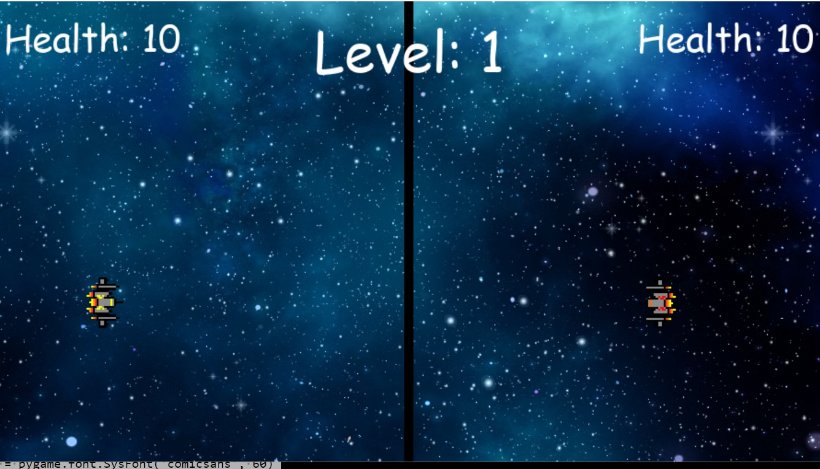 Health: 10
Level: 1
Health: 10
= pygame.font.SysFont( comicsans , 60)